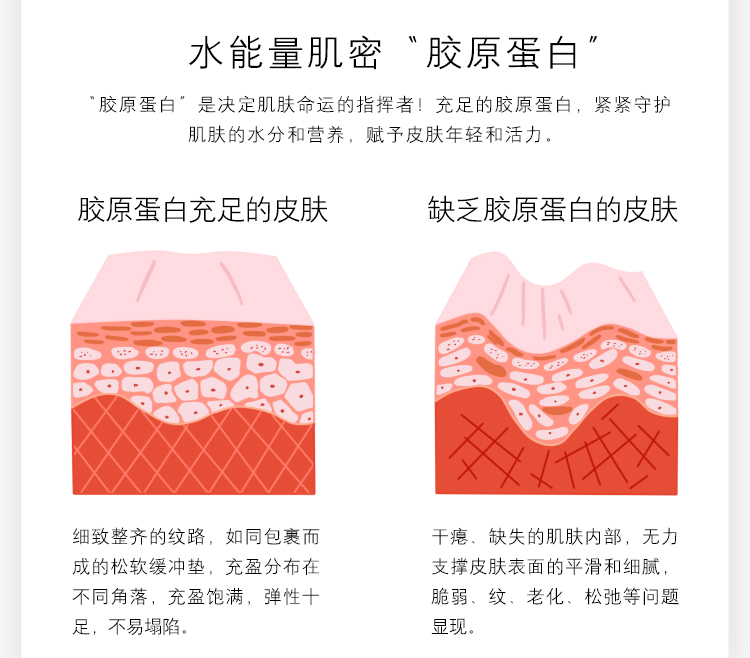 水能量肌密〝胶原蛋白〞
〝胶原蛋白〞是决定肌肤命运的指挥者！充足的胶原蛋白，紧紧守护
肌肤的水分和营养，赋予皮肤年轻和活力。
胶原蛋白充足的皮肤
细致整齐的纹路，如同包裹而
成的松软缓冲垫，充盈分布在
不同角落，充盈饱满，弹性十
足，不易塌陷。
缺乏胶原蛋白的皮肤
干瘪、缺失的肌肤内部，无力
支撑皮肤表面的平滑和细腻，
脆弱、纹、老化、松弛等问题
显现。